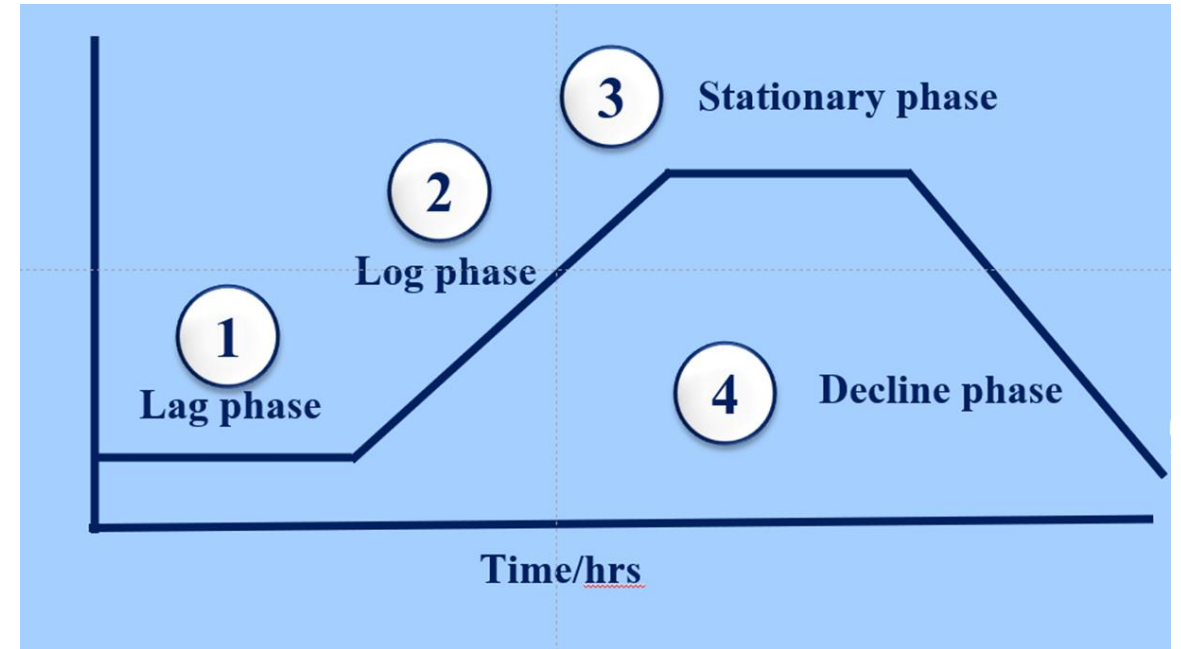 3
Stationary phase
2
Log phase
1
Lag phase
4
Decline phase
Time/hrs